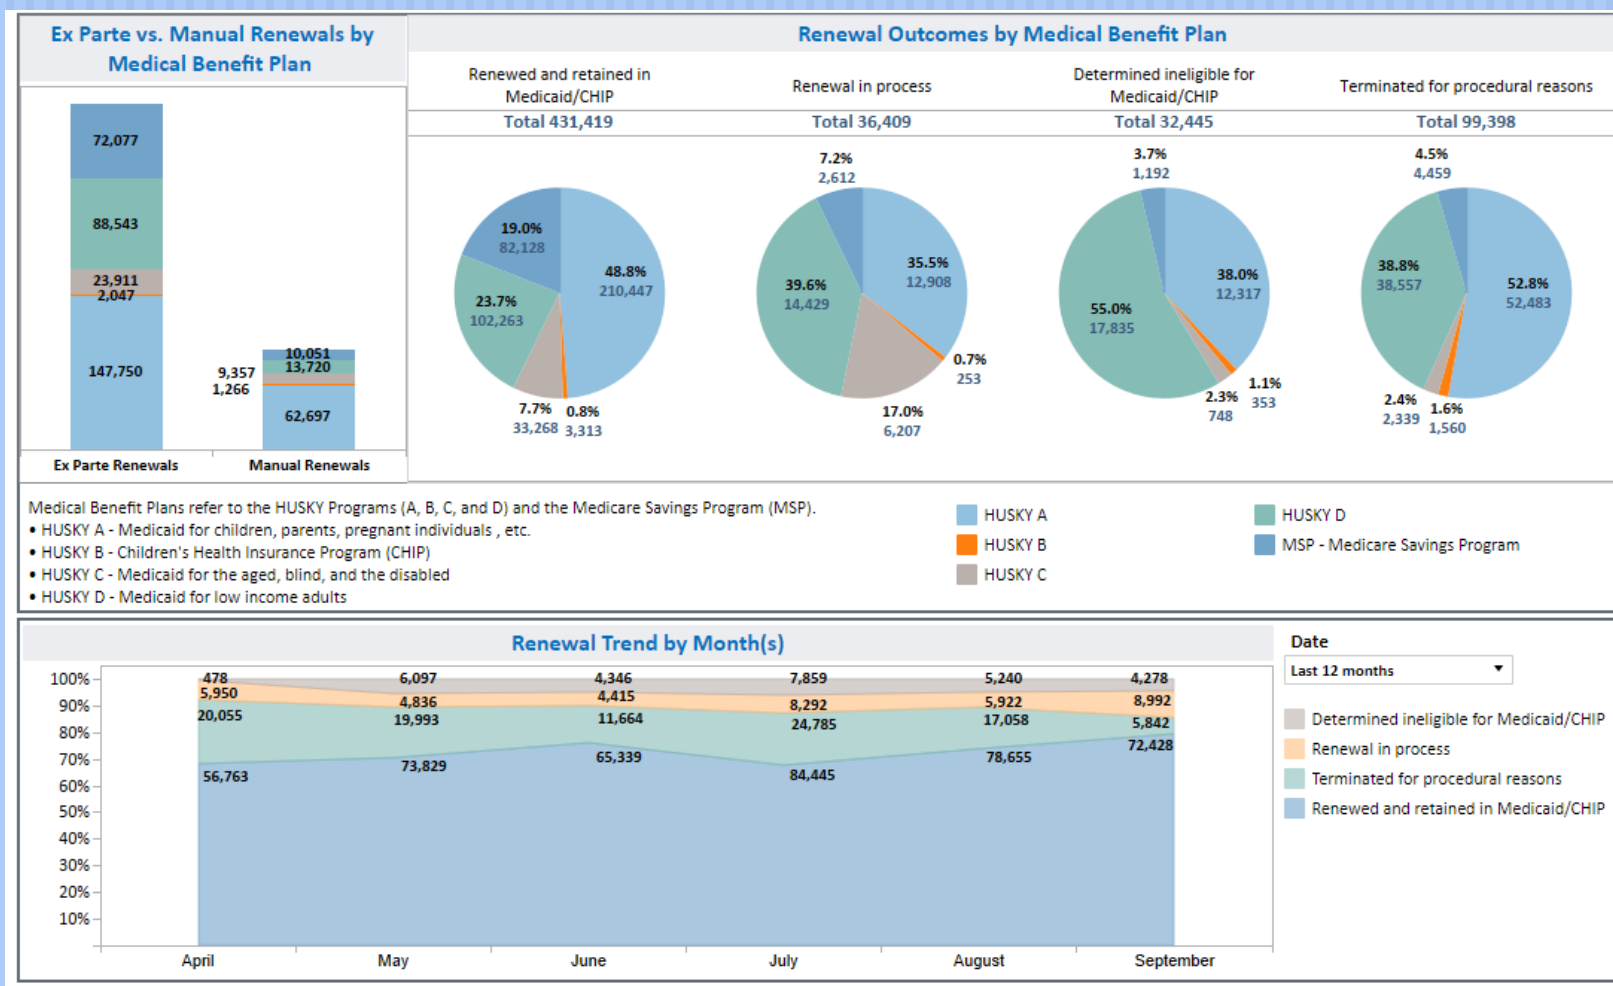 Ex Parte vs. Manual Renewals by
Medical Benefit Plan
72,077
88,543
23,911
2,047
147,750
10,051
13,720
9,357
1,266
62,697
Ex Parte Renewals
Manual Renewals
Renewal Outcomes by Medical Benefit Plan
Renewed and retained in
Medicaid/CHIP
Total 431,419
19.0%
82,128
48.8%
210,447
23.7%
102,263
7.7%
33,268
0.8%
3,313
Renewal in process
Total 36,409
7.2%
2,612
35.5%
12,908
39.6%
14,429
0.7%
253
17.0%
6,207
Determined ineligible for
Medicaid/CHIP
Total 32,445
3.7%
1,192
38.0%
12,317
55.0%
17,835
1.1%
353
2.3%
748
Terminated for procedural reasons
Total 99,398
4.5%
4,459
38.8%
38,557
52.8%
52,483
2.4%
2,339
1.6%
1,560
Medical Benefit Plans refer to the HUSKY Programs (A, B, C, and D) and the Medicare Savings Program (MSP).
• HUSKY A - Medicaid for children, parents, pregnant individuals , etc.
• HUSKY B - Children's Health Insurance Program (CHIP)
• HUSKY C - Medicaid for the aged, blind, and the disabled
• HUSKY D - Medicaid for low income adults
HUSKY A
HUSKY B
HUSKY C
HUSKY D
MSP - Medicare Savings Program
Renewal Trend by Month(s)
100%
90%
80%
70%
60%
50%
40%
30%
20%
10%
478
5,950
20,055
56,763
6,097
4,836
19,993
73,829
4,346
4,415
11,664
65,339
7,859
8,292
24,785
84,445
5,240
5,922
17,058
78,655
4,278
8,992
5,842
72,428
April
May
June
July
August
September
Date
Last 12 months
Determined ineligible for Medicaid/CHIP
Renewal in process
Terminated for procedural reasons
Renewed and retained in Medicaid/CHIP